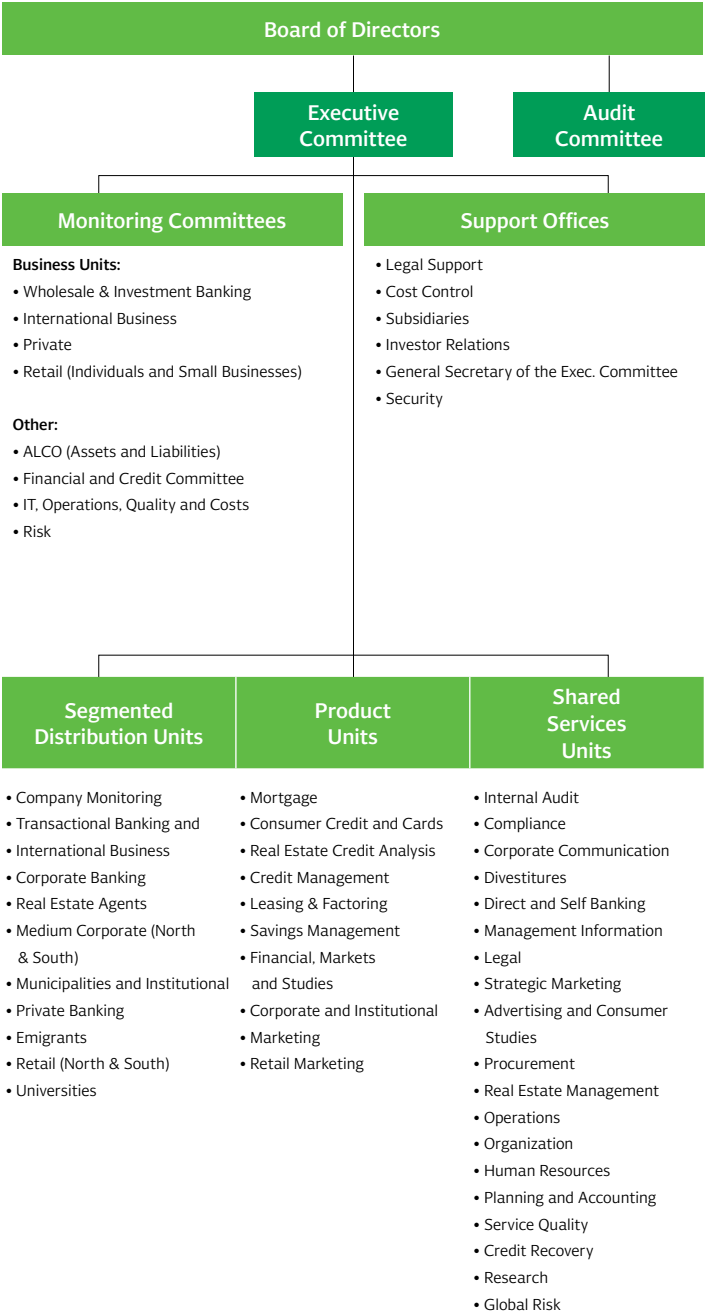 Board of Directors
Executive
Committee
Audit
Committee
Monitoring Committees
Business Units:
• Wholesale & Investment Banking
• International Business
• Private
• Retail (Individuals and Small Businesses)
Other:
• ALCO (Assets and Liabilities)
• Financial and Credit Committee
• IT, Operations, Quality and Costs
• Risk
Support Offices
• Legal Support
• Cost Control
• Subsidiaries
• Investor Relations
• General Secretary of the Exec. Committee
• Security
Segmented
Distribution Units
• Company Monitoring
• Transactional Banking and
• International Business
• Corporate Banking
• Real Estate Agents
• Medium Corporate (North
& South)
• Municipalities and Institutional
• Private Banking
• Emigrants
• Retail (North & South)
• Universities
Product
Units
• Mortgage
• Consumer Credit and Cards
• Real Estate Credit Analysis
• Credit Management
• Leasing & Factoring
• Savings Management
• Financial, Markets
and Studies
• Corporate and Institutional
• Marketing
• Retail Marketing
Shared
Services
Units
• Internal Audit
• Compliance
• Corporate Communication
• Divestitures
• Direct and Self Banking
• Management Information
• Legal
• Strategic Marketing
• Advertising and Consumer
Studies
• Procurement
• Real Estate Management
• Operations
• Organization
• Human Resources
• Planning and Accounting
• Service Quality
• Credit Recovery
• Research
• Global Risk